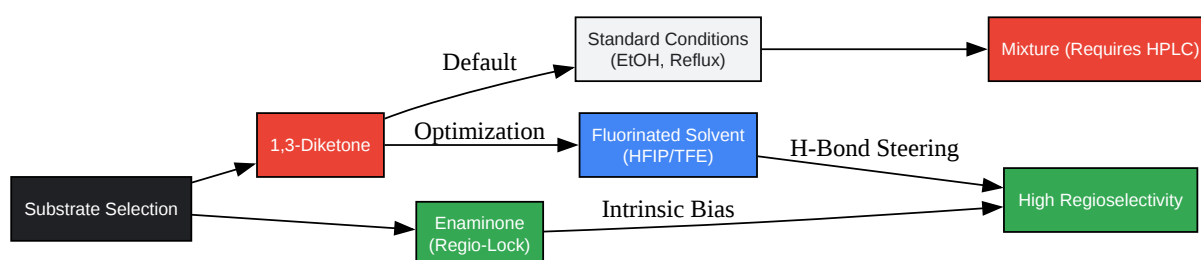 Standard Conditions
(EtOH, Reflux)
Mixture (Requires HPLC)
Default
1,3-Diketone
Optimization
Fluorinated Solvent
(HFIP/TFE)
H-Bond Steering
Substrate Selection
High Regioselectivity
Enaminone
(Regio-Lock)
Intrinsic Bias